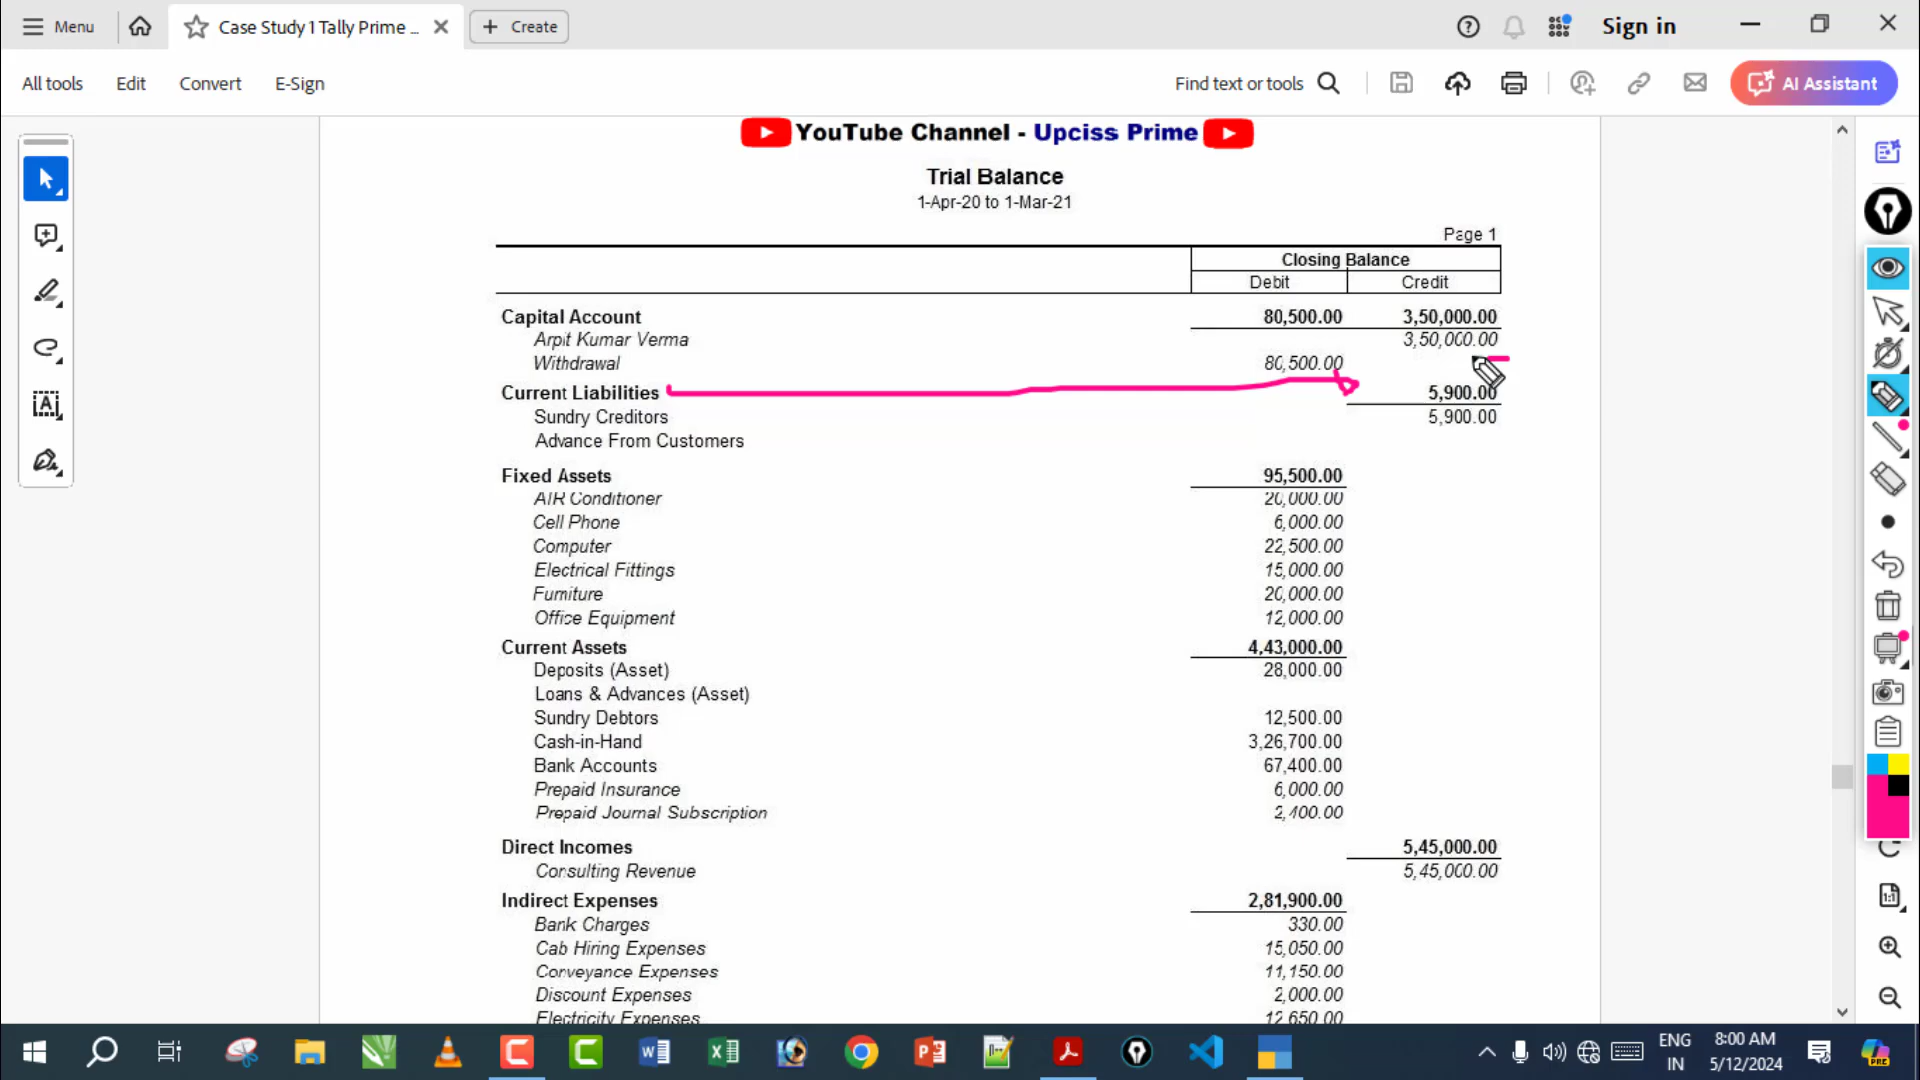 Menu
Case Study 1 Tally Prime ...
Create
Sign in
All tools
Edit
Convert
E-Sign
Find text or tools
AI Assistant
YouTube Channel - Upciss Prime
Trial Balance
1-Apr-20 to 1-Mar-21
Page 1
Closing Balance
Debit Credit
Capital Account 80,500.00 3,50,000.00
Arpit Kumar Verma 3,50,000.00
Withdrawal 80,500.00
Current Liabilities 5,900.00
Sundry Creditors 5,900.00
Advance From Customers
Fixed Assets 95,500.00
AIR Conditioner 20,000.00
Cell Phone 6,000.00
Computer 22,500.00
Electrical Fittings 15,000.00
Furniture 20,000.00
Office Equipment 12,000.00
Current Assets 4,43,000.00
Deposits (Asset) 28,000.00
Loans & Advances (Asset)
Sundry Debtors 12,500.00
Cash-in-Hand 3,26,700.00
Bank Accounts 67,400.00
Prepaid Insurance 6,000.00
Prepaid Journal Subscription 2,400.00
Direct Incomes 5,45,000.00
Consulting Revenue 5,45,000.00
Indirect Expenses 2,81,900.00
Bank Charges 330.00
Cab Hiring Expenses 15,050.00
Conveyance Expenses 11,150.00
Discount Expenses 2,000.00
Electricity Expenses 12,650.00
1:1
ENG
IN
8:00 AM
5/12/2024
PRE